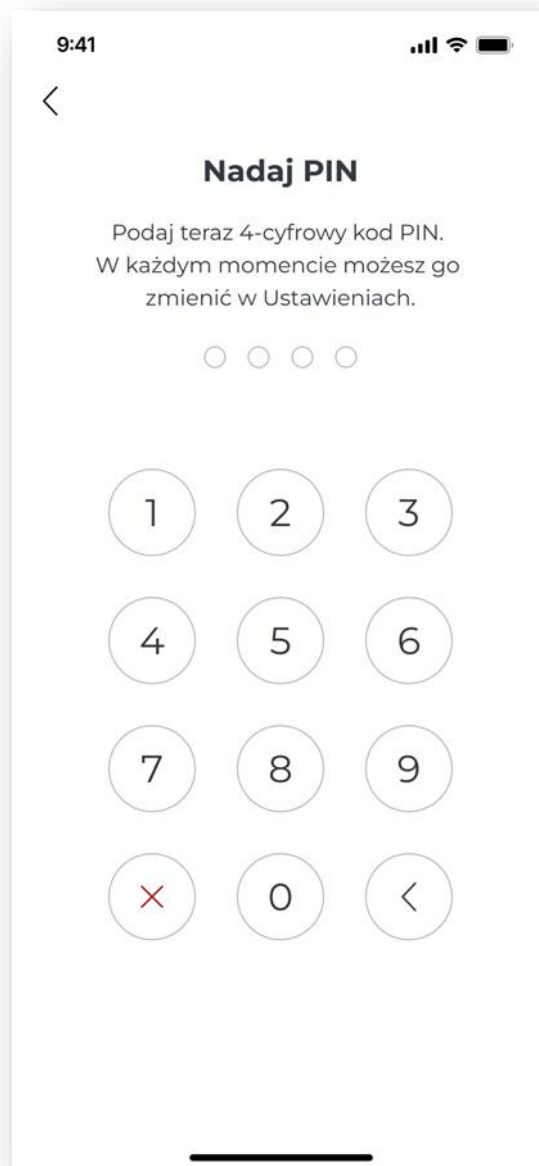 9:41
Nadaj PIN
Podaj teraz 4-cyfrowy kod PIN.
W każdym momencie możesz go
zmienić w Ustawieniach.
1 2 3
4 5 6
7 8 9
0